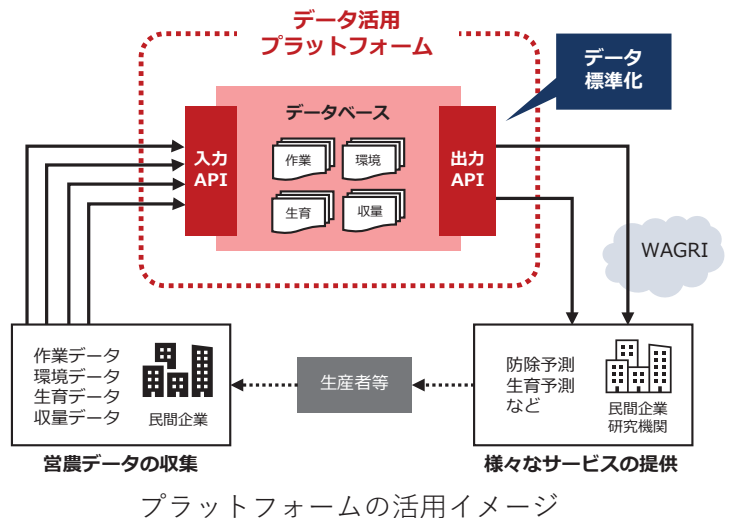 データ活用
プラットフォーム
データ
標準化
データベース
入力
API
作業
環境
生育
収量
出力
API
WAGRI
作業データ
環境データ
生育データ
収量データ
民間企業
営農データの収集
生産者等
防除予測
生育予測
など
民間企業
研究機関
様々なサービスの提供
プラットフォームの活用イメージ